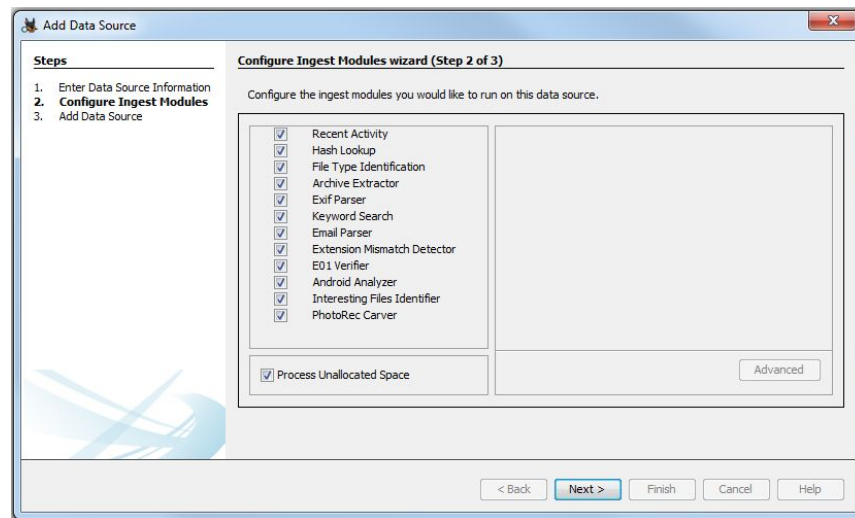 Add Data Source
Steps
1. Enter Data Source Information
2. Configure Ingest Modules
3. Add Data Source
Configure Ingest Modules wizard (Step 2 of 3)
Configure the ingest modules you would like to run on this data source.
Recent Activity
Hash Lookup
File Type Identification
Archive Extractor
Exif Parser
Keyword Search
Email Parser
Extension Mismatch Detector
E01 Verifier
Android Analyzer
Interesting Files Identifier
PhotoRec Carver
Process Unallocated Space
Advanced
< Back Next > Finish Cancel Help